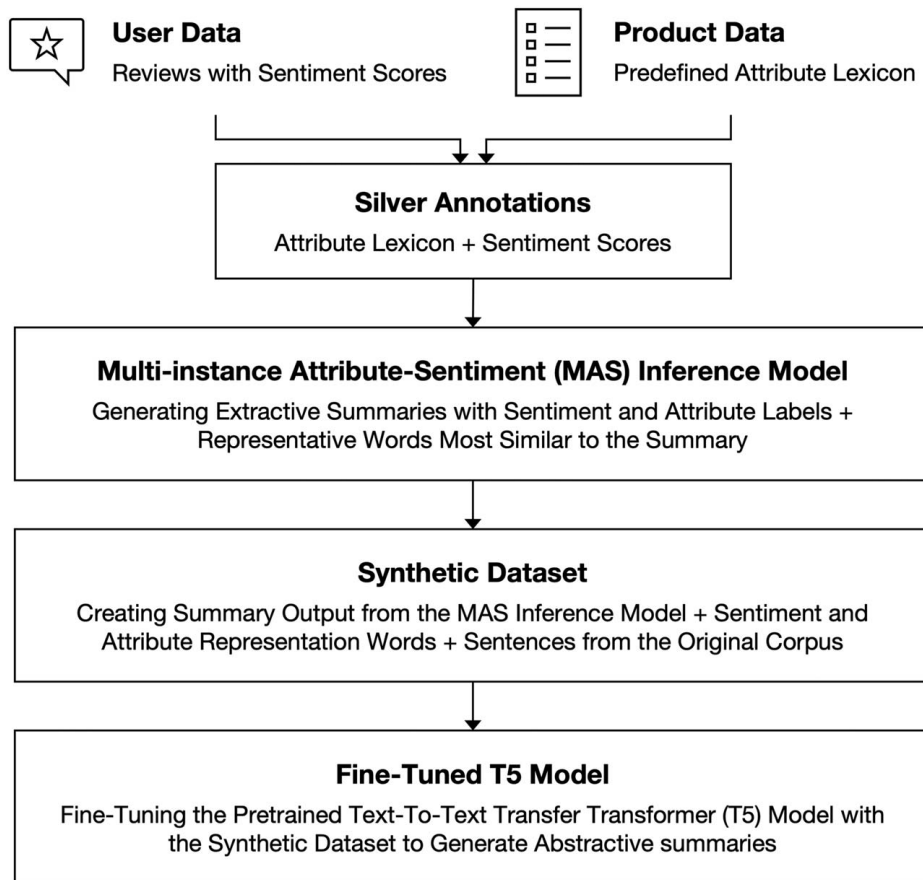 User Data
Reviews with Sentiment Scores
Product Data
Predefined Attribute Lexicon
Silver Annotations
Attribute Lexicon + Sentiment Scores
Multi-instance Attribute-Sentiment (MAS) Inference Model
Generating Extractive Summaries with Sentiment and Attribute Labels +
Representative Words Most Similar to the Summary
Synthetic Dataset
Creating Summary Output from the MAS Inference Model + Sentiment and
Attribute Representation Words + Sentences from the Original Corpus
Fine-Tuned T5 Model
Fine-Tuning the Pretrained Text-To-Text Transfer Transformer (T5) Model with
the Synthetic Dataset to Generate Abstractive summaries